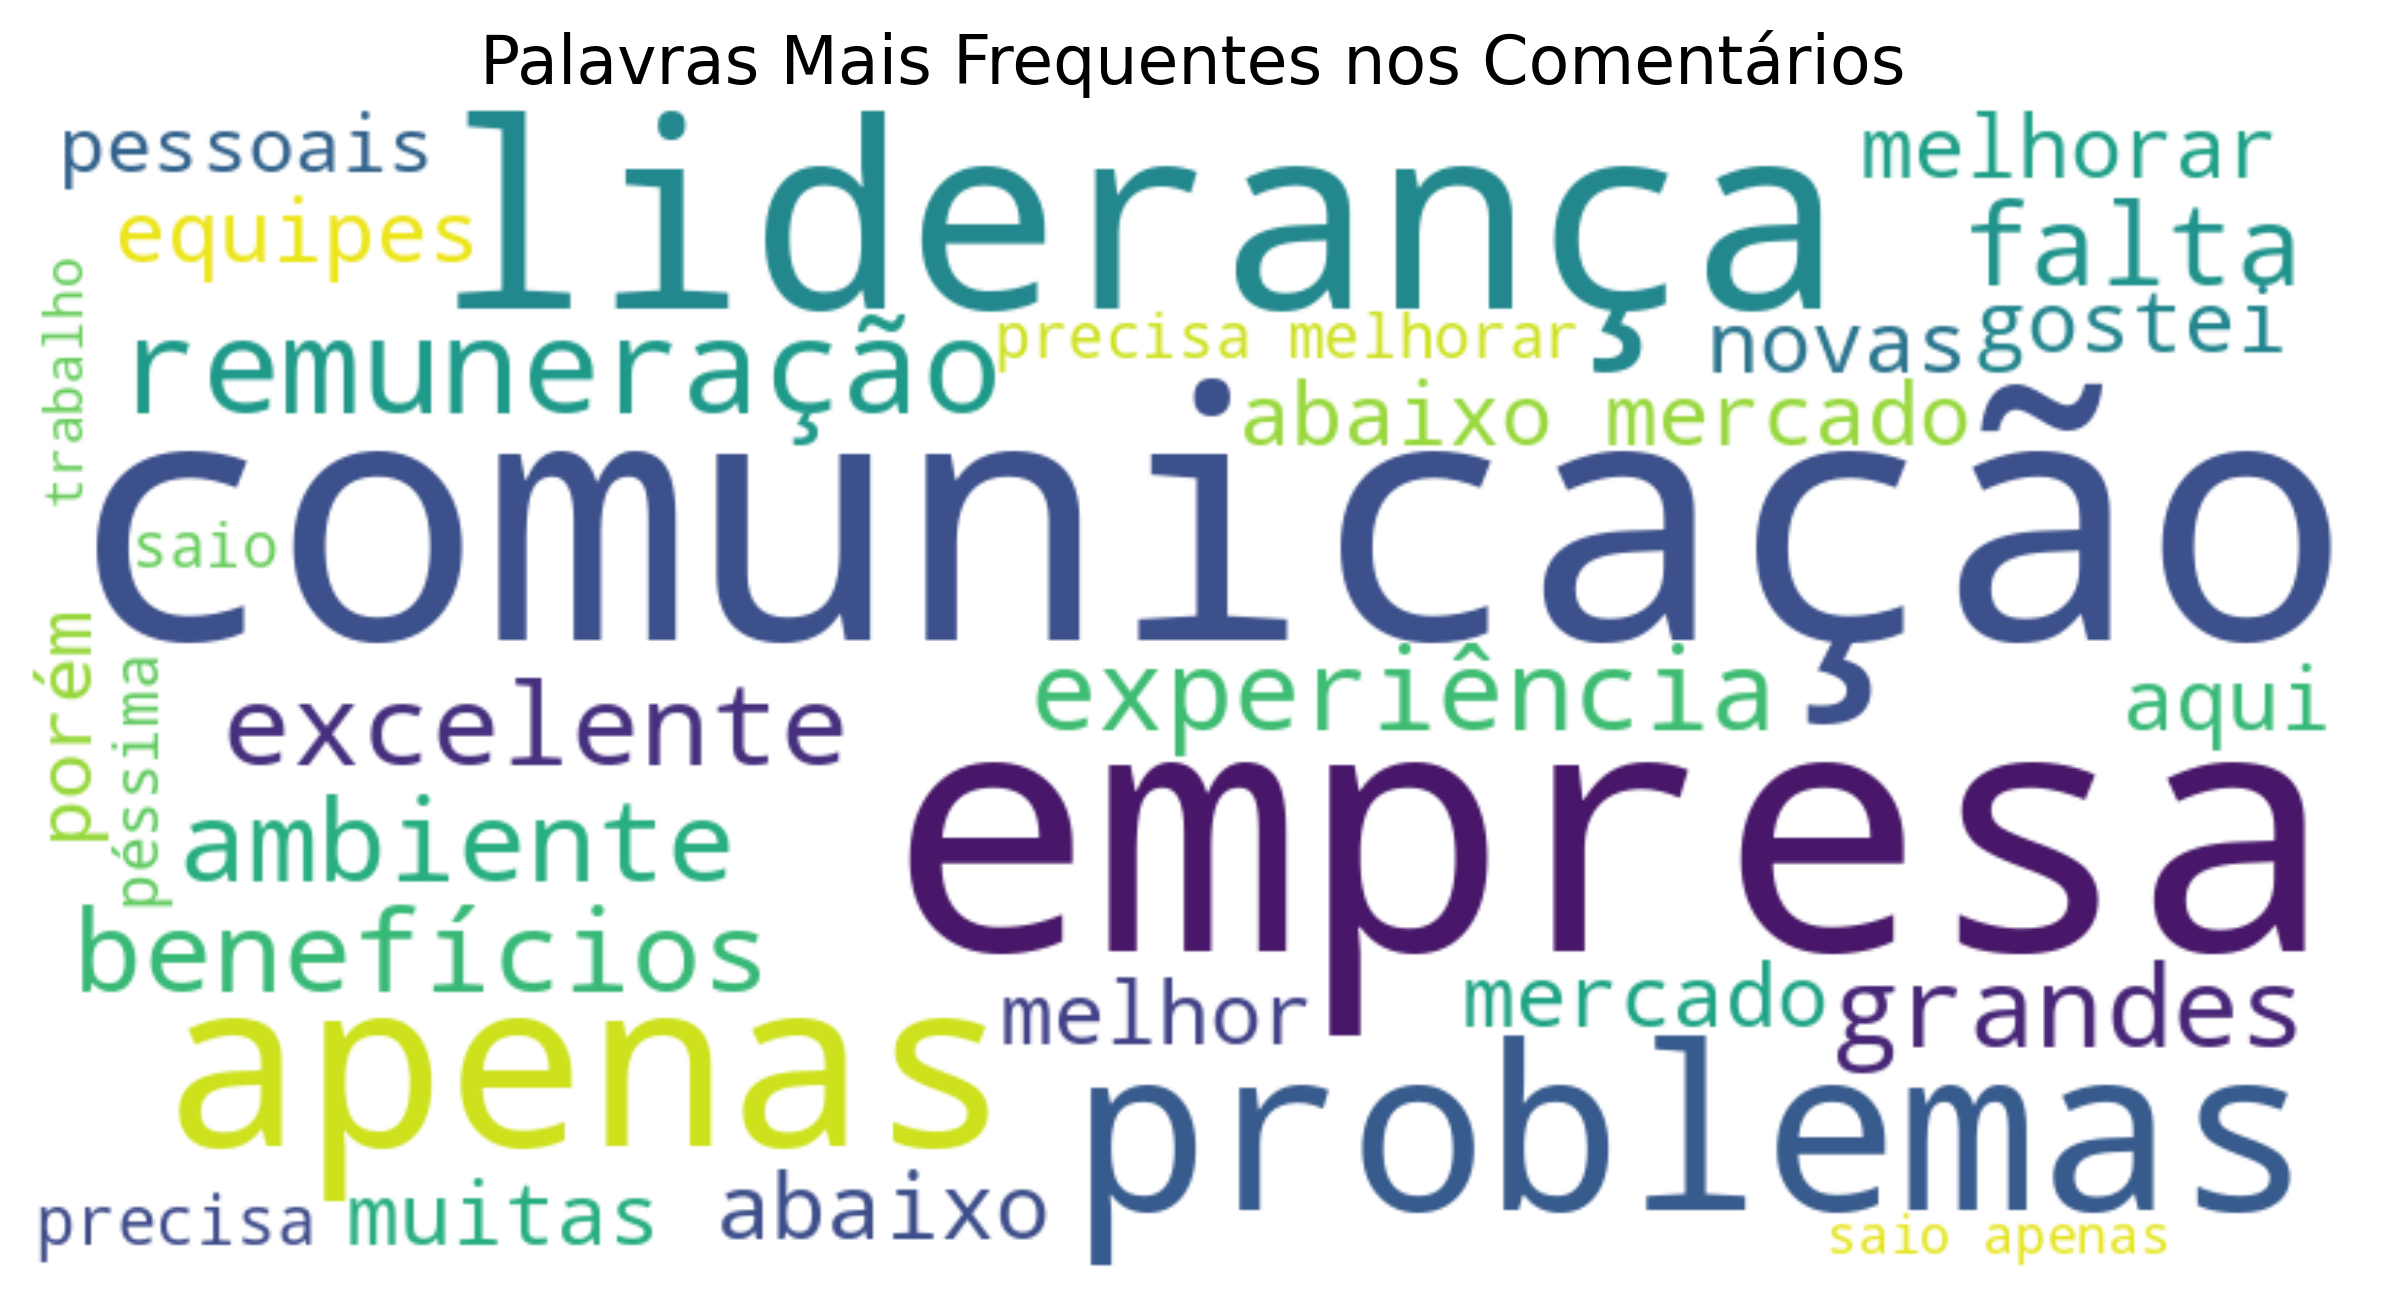 Palavras Mais Frequentes nos Comentários
pessoais
liderança
melhorar
equipes
falta
trabalho
remuneração
precisa melhorar
novas
gostei
abaixo mercado
comunicação
saio
porém
péssima
excelente
experiência
aqui
ambiente
empresa
benefícios
melhor
mercado
grandes
apenas
problemas
precisa
muitas
abaixo
saio apenas